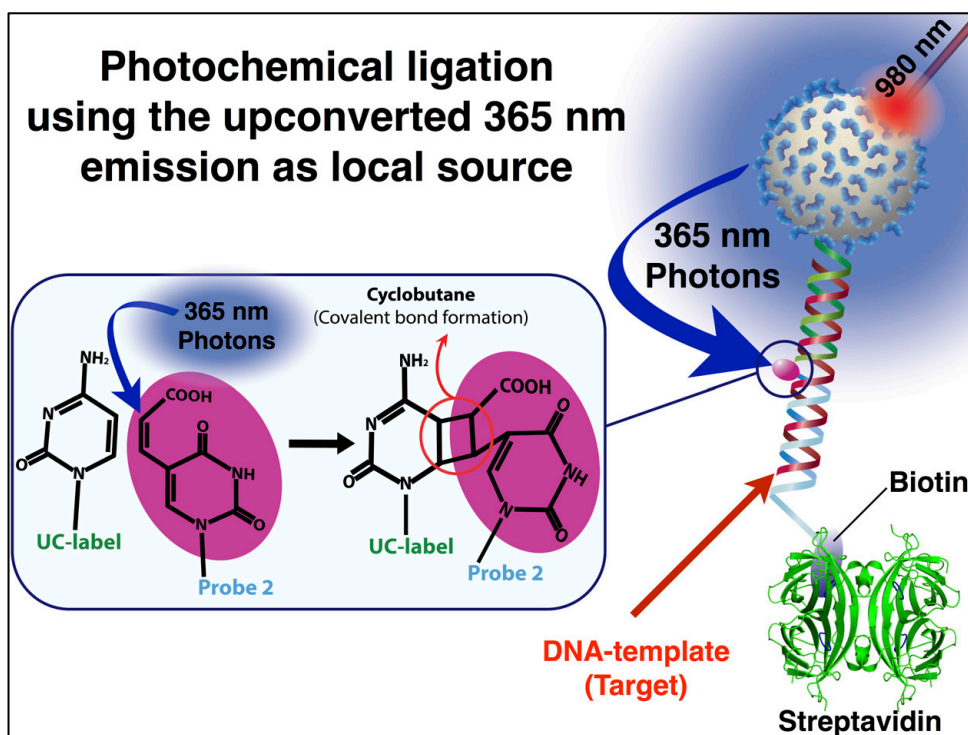 Photochemical ligation
using the upconverted 365 nm
emission as local source
980 nm
365 nm
Photons
365 nm
Photons
Cyclobutane
(Covalent bond formation)
NH₂
N
O
N
UC-label
COOH
O
NH
N
O
Probe 2
NH₂
N
O
N
UC-label
COOH
O
NH
N
O
Probe 2
Biotin
DNA-template
(Target)
Streptavidin